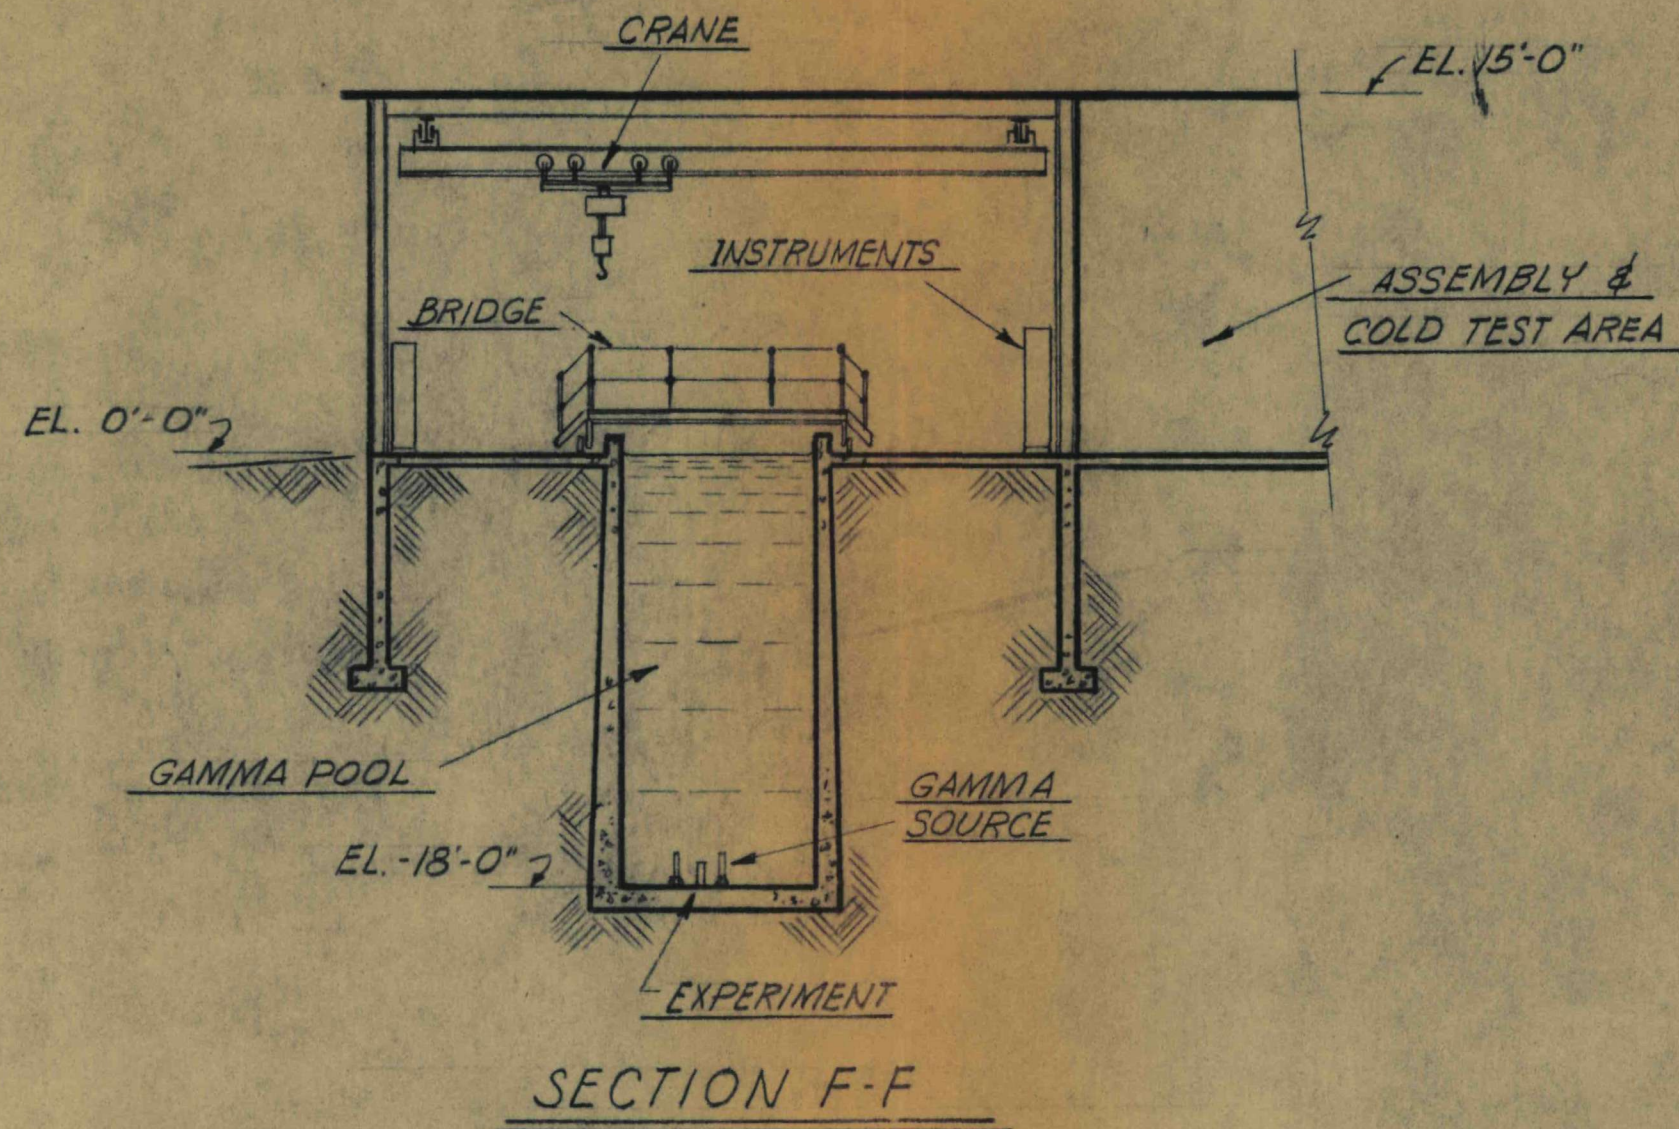 CRANE
EL. 15'-0"
INSTRUMENTS
ASSEMBLY &
COLD TEST AREA
BRIDGE
EL. 0'-0"
GAMMA POOL
GAMMA
SOURCE
EL.-18'-0"
EXPERIMENT
SECTION F-F